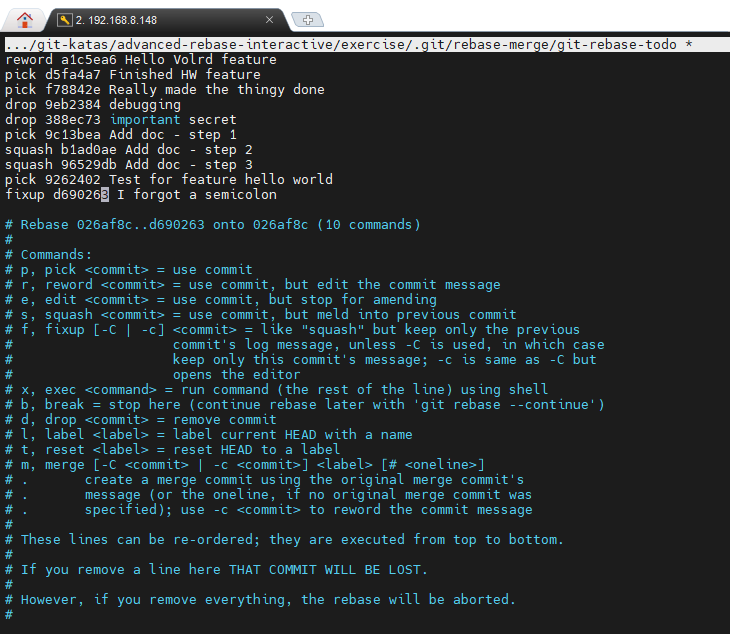 2. 192.168.8.148
.../git-katas/advanced-rebase-interactive/exercise/.git/rebase-merge/git-rebase-todo *
reword a1c5ea6 Hello Volrd feature
pick d5fa4a7 Finished HW feature
pick f78842e Really made the thingy done
drop 9eb2384 debugging
drop 388ec73 important secret
pick 9c13bea Add doc - step 1
squash b1ad0ae Add doc - step 2
squash 96529db Add doc - step 3
pick 9262402 Test for feature hello world
fixup d690263 I forgot a semicolon
# Rebase 026af8c..d690263 onto 026af8c (10 commands)
#
# Commands:
# p, pick <commit> = use commit
# r, reword <commit> = use commit, but edit the commit message
# e, edit <commit> = use commit, but stop for amending
# s, squash <commit> = use commit, but meld into previous commit
# f, fixup [-C | -c] <commit> = like "squash" but keep only the previous
#                    commit's log message, unless -C is used, in which case
#                    keep only this commit's message; -c is same as -C but
#                    opens the editor
# x, exec <command> = run command (the rest of the line) using shell
# b, break = stop here (continue rebase later with 'git rebase --continue')
# d, drop <commit> = remove commit
# l, label <label> = label current HEAD with a name
# t, reset <label> = reset HEAD to a label
# m, merge [-C <commit> | -c <commit>] <label> [# <oneline>]
# .       create a merge commit using the original merge commit's
# .       message (or the oneline, if no original merge commit was
# .       specified); use -c <commit> to reword the commit message
#
# These lines can be re-ordered; they are executed from top to bottom.
#
# If you remove a line here THAT COMMIT WILL BE LOST.
#
# However, if you remove everything, the rebase will be aborted.
#